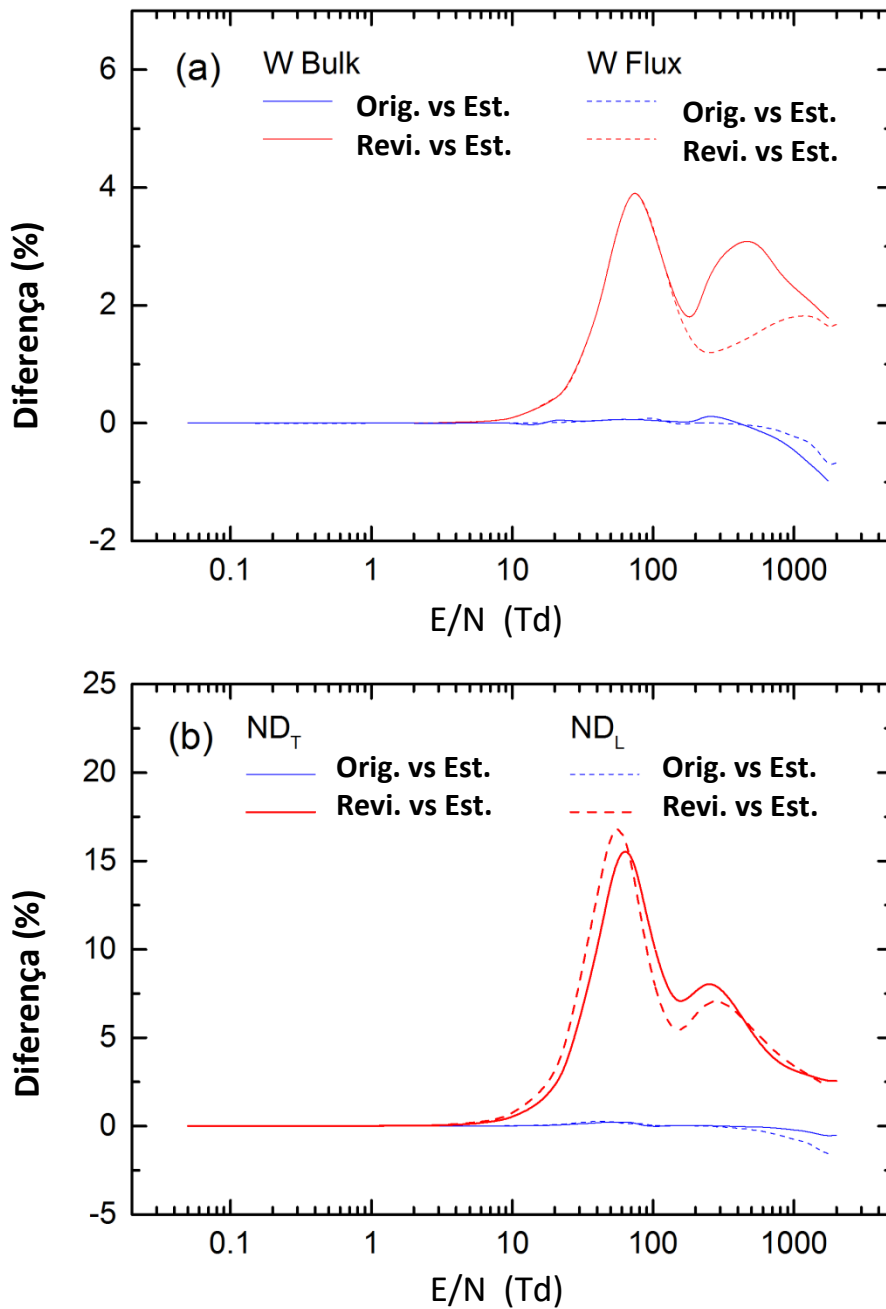 (a) W Bulk W Flux
Orig. vs Est. Orig. vs Est.
Revi. vs Est. Revi. vs Est.
6
4
2
0
-2
Diferença (%)
0.1 1 10 100 1000
E/N (Td)
25
(b) ND_T ND_L
Orig. vs Est. Orig. vs Est.
Revi. vs Est. Revi. vs Est.
20
15
10
5
0
-5
Diferença (%)
0.1 1 10 100 1000
E/N (Td)